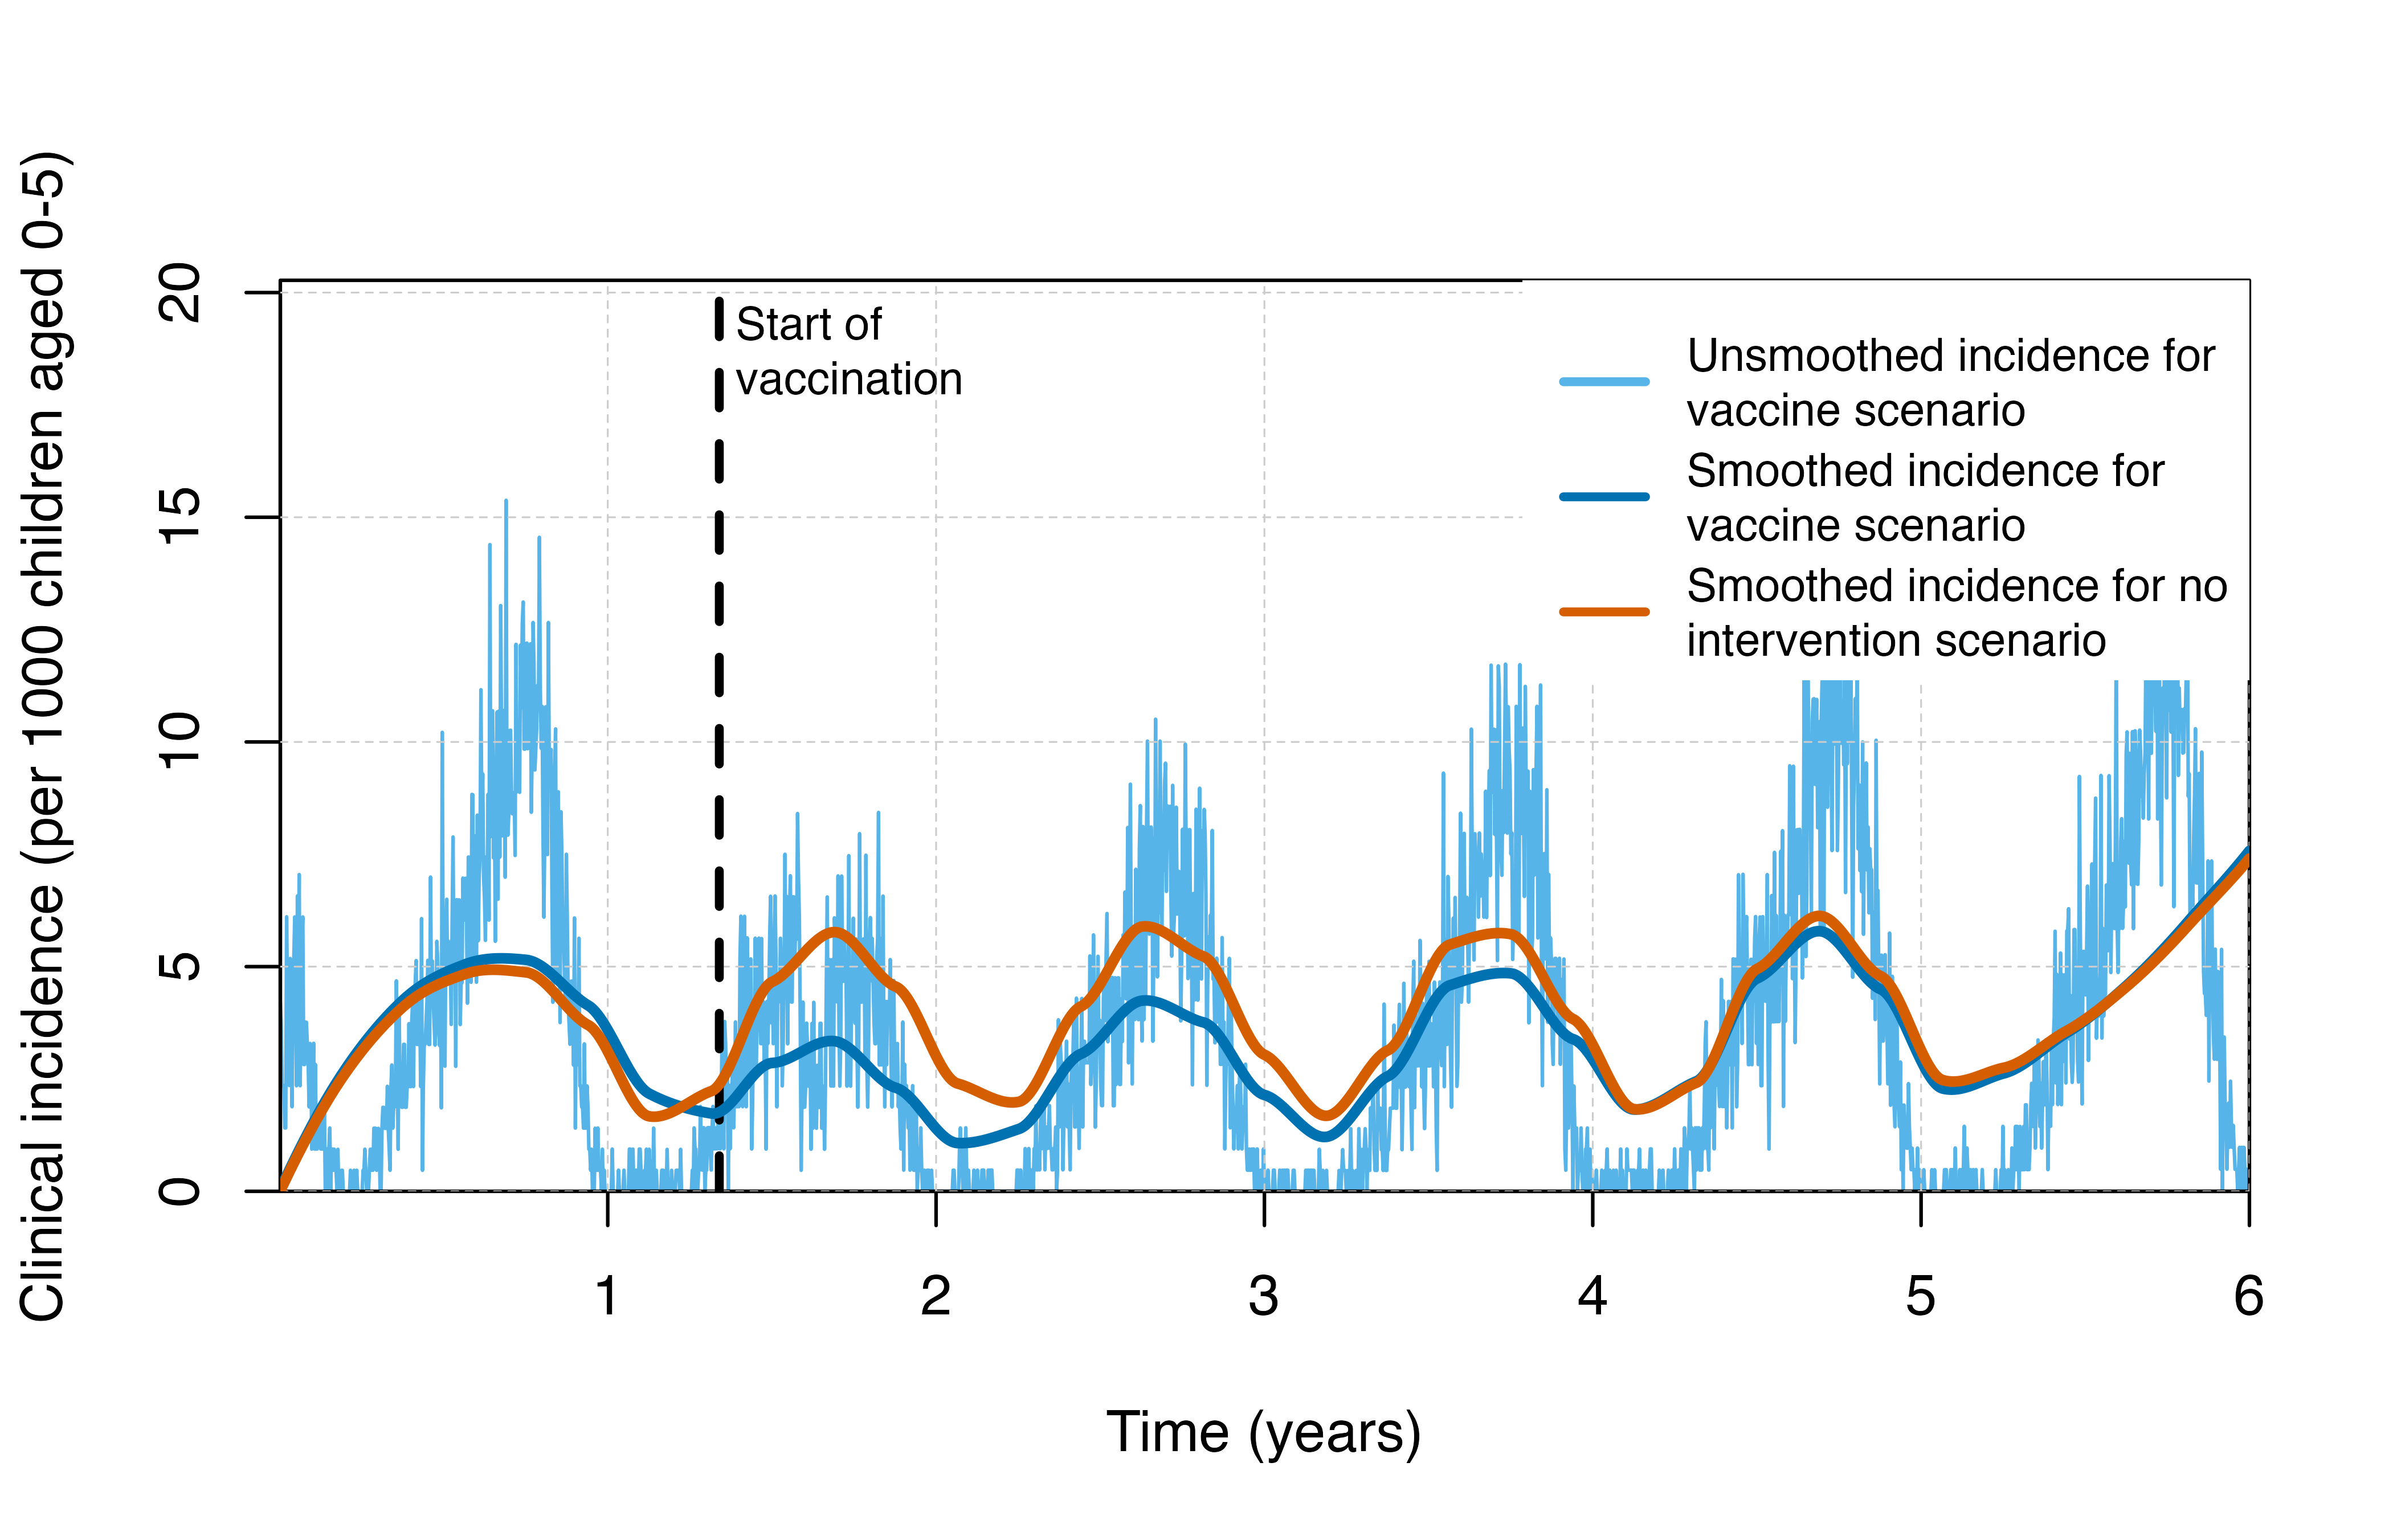 Clinical incidence (per 1000 children aged 0-5)
20
15
10
5
0
Start of
vaccination
Unsmoothed incidence for
vaccine scenario
Smoothed incidence for
vaccine scenario
Smoothed incidence for no
intervention scenario
1
2
3
4
5
6
Time (years)